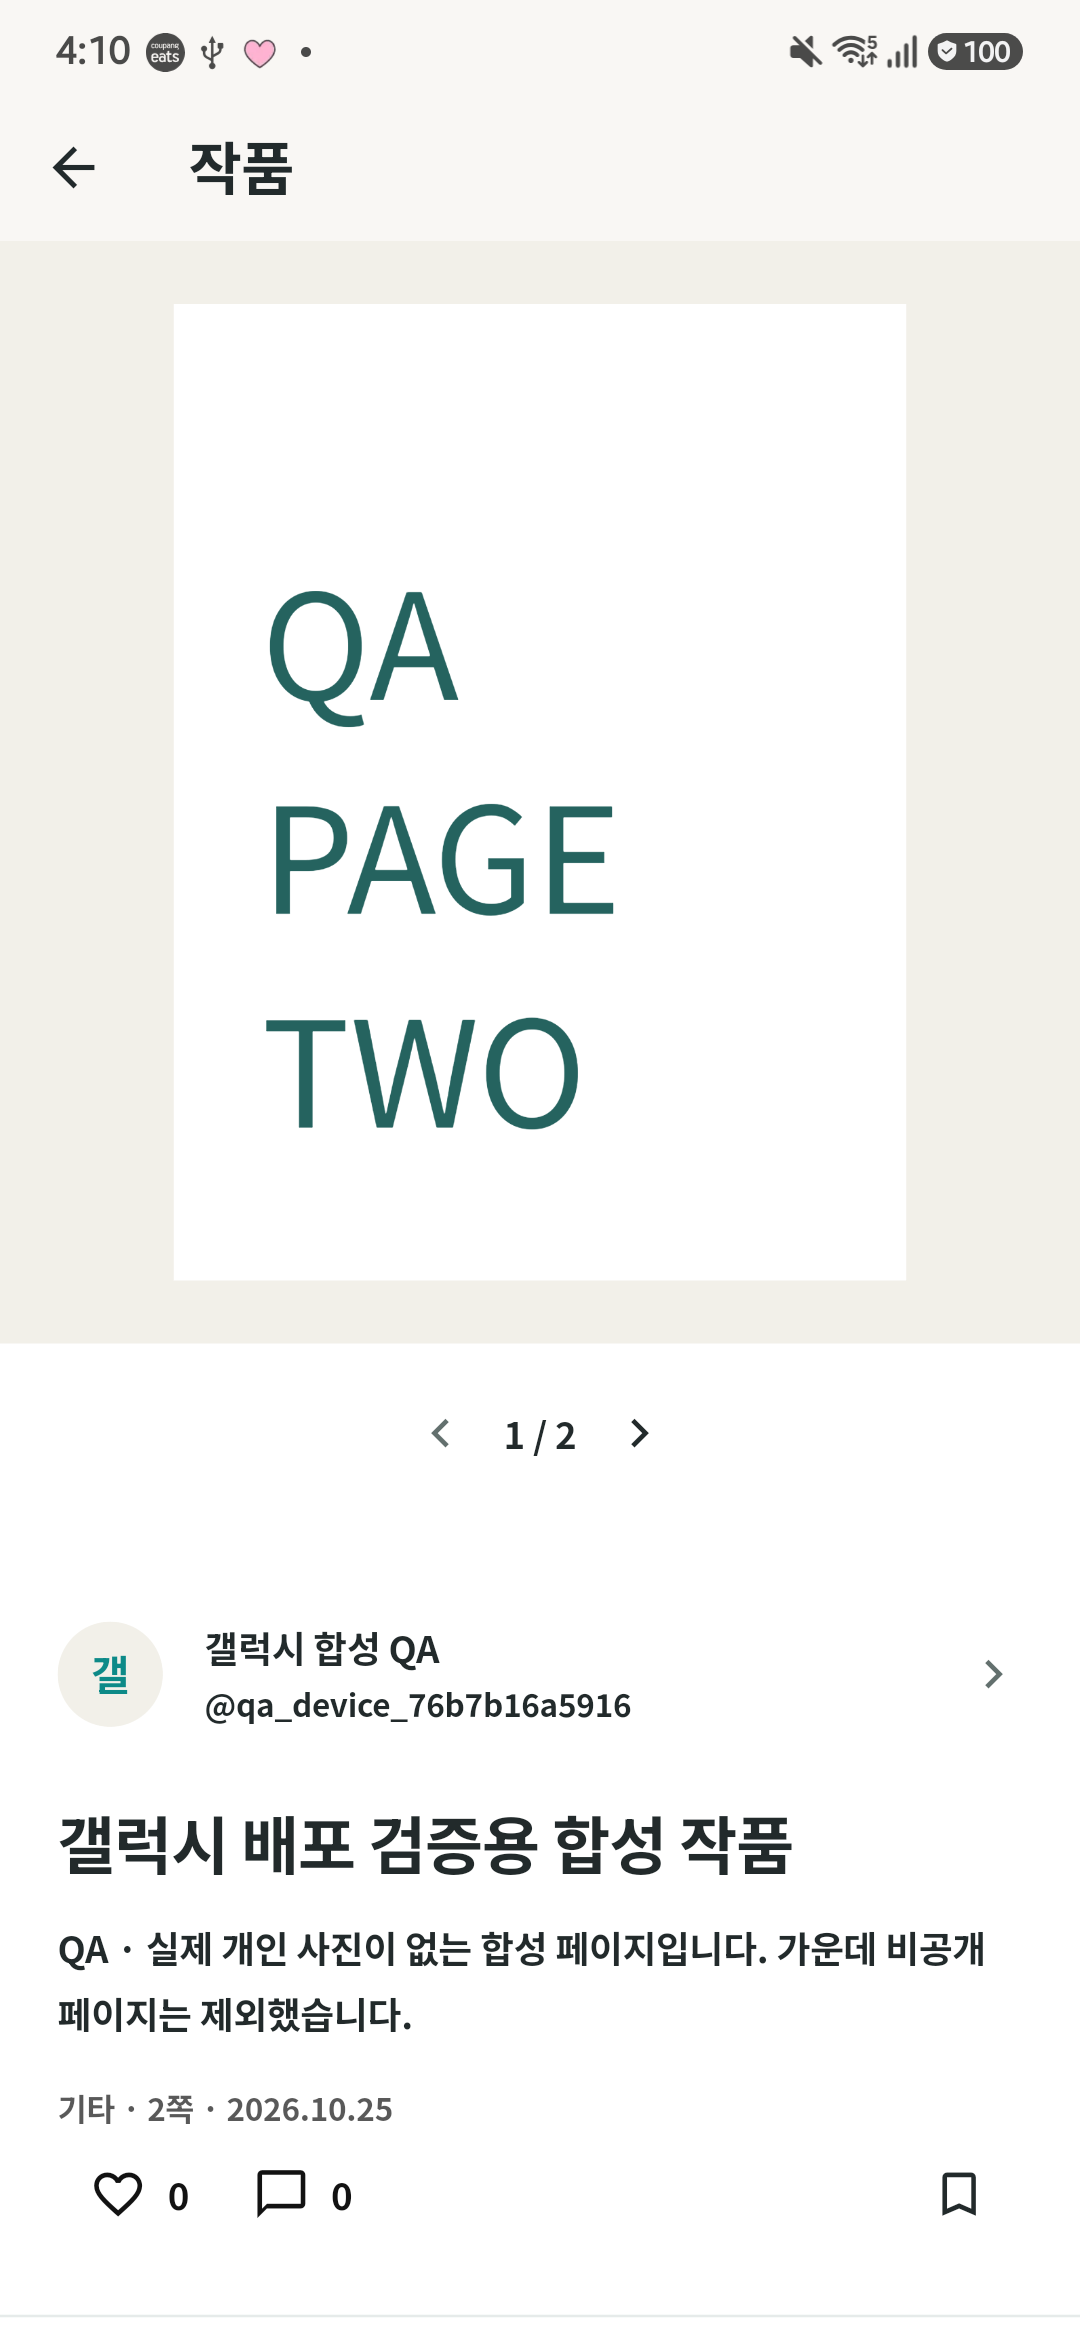 4:10
coupang
eats
5
100
작품
QA
PAGE
TWO
1 / 2
갤
갤럭시 합성 QA
@qa_device_76b7b16a5916
갤럭시 배포 검증용 합성 작품
QA · 실제 개인 사진이 없는 합성 페이지입니다. 가운데 비공개
페이지는 제외했습니다.
기타 · 2쪽 · 2026.10.25
0
0